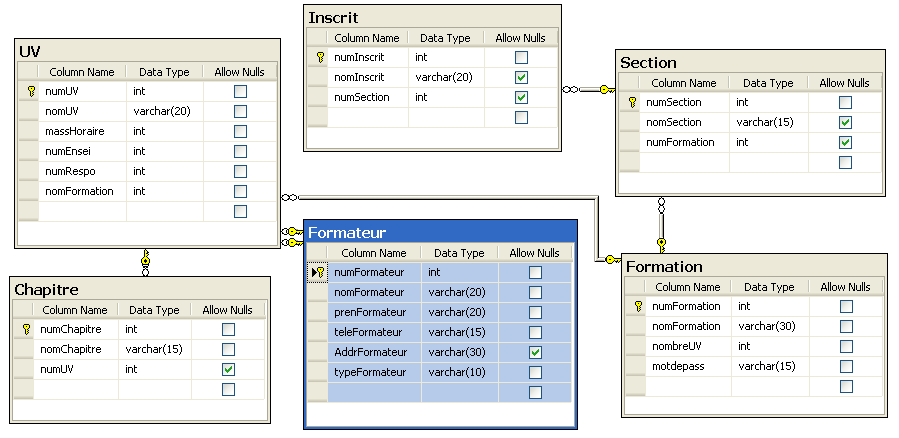 UV
Column Name Data Type Allow Nulls
numUV int
nomUV varchar(20)
massHoraire int
numEnsei int
numRespo int
nomFormation int
Inscrit
Column Name Data Type Allow Nulls
numInscrit int
nomInscrit varchar(20)
numSection int
Section
Column Name Data Type Allow Nulls
numSection int
nomSection varchar(15)
numFormation int
Chapitre
Column Name Data Type Allow Nulls
numChapitre int
nomChapitre varchar(15)
numUV int
Formateur
Column Name Data Type Allow Nulls
numFormateur int
nomFormateur varchar(20)
prenFormateur varchar(20)
teleFormateur varchar(15)
AddrFormateur varchar(30)
typeFormateur varchar(10)
Formation
Column Name Data Type Allow Nulls
numFormation int
nomFormation varchar(30)
nombreUV int
motdepass varchar(15)